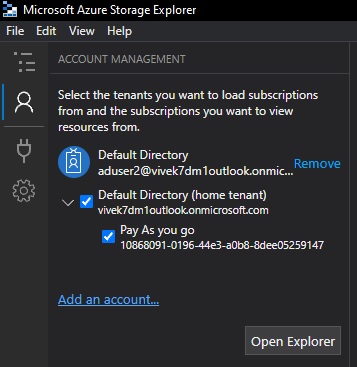 Microsoft Azure Storage Explorer
File Edit View Help
ACCOUNT MANAGEMENT
Select the tenants you want to load subscriptions
from and the subscriptions you want to view
resources from.
Default Directory
aduser2@vivek7dm1outlook.onmic...
Remove
Default Directory (home tenant)
vivek7dm1outlook.onmicrosoft.com
Pay As you go
10868091-0196-44e3-a0b8-8dee05259147
Add an account...
Open Explorer